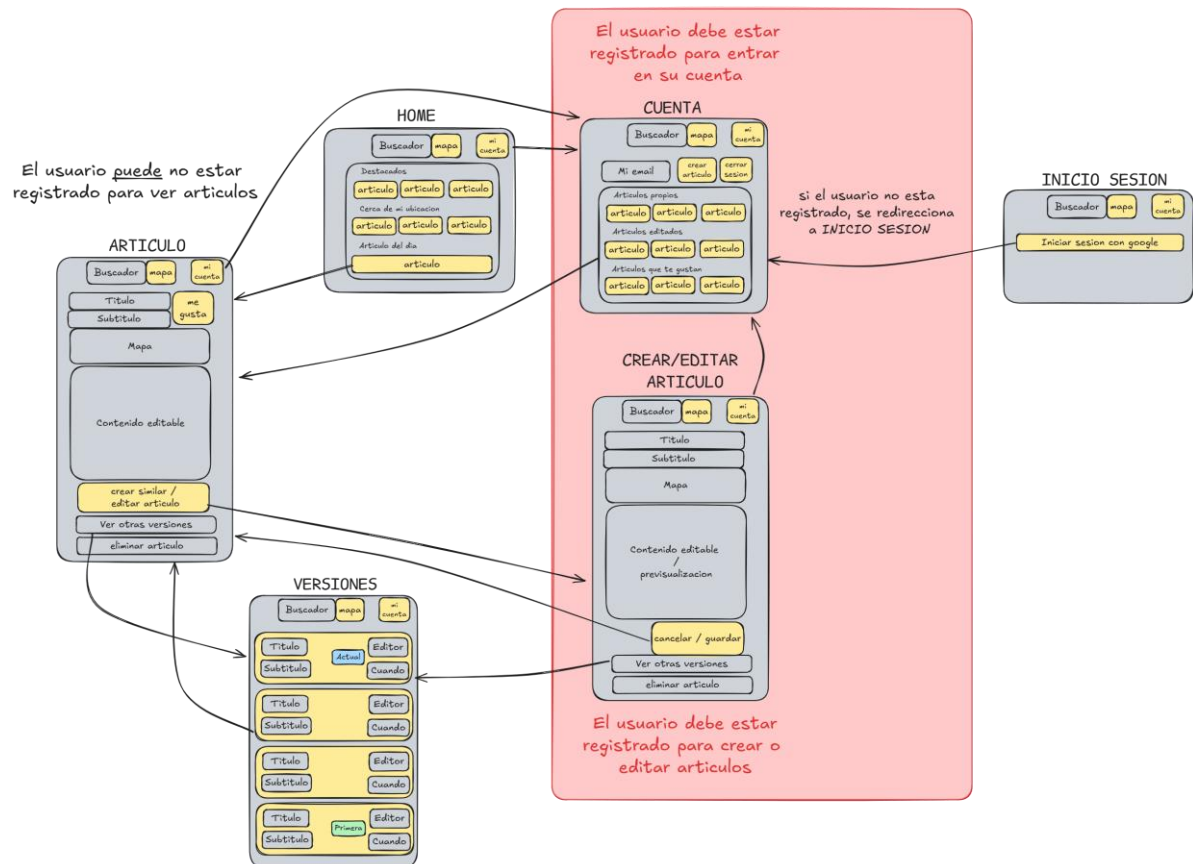 El usuario debe estar
registrado para entrar
en su cuenta
HOME
Buscador
mapa
mi
cuenta
Destacados
articulo
articulo
articulo
Cerca de mi ubicacion
articulo
articulo
articulo
Articulo del dia
articulo
El usuario puede no estar
registrado para ver articulos
CUENTA
Buscador
mapa
mi
cuenta
Mi email
crear
articulo
cerrar
sesion
Articulos propios
articulo
articulo
articulo
Articulos editados
articulo
articulo
articulo
Articulos que te gustan
articulo
articulo
articulo
si el usuario no esta
registrado, se redirecciona
a INICIO SESION
INICIO SESION
Buscador
mapa
mi
cuenta
Iniciar sesion con google
ARTICULO
Buscador
mapa
mi
cuenta
Titulo
Subtitulo
me
gusta
Mapa
Contenido editable
crear similar /
editar articulo
Ver otras versiones
eliminar articulo
CREAR/EDITAR
ARTICULO
Buscador
mapa
mi
cuenta
Titulo
Subtitulo
Mapa
Contenido editable
/
previsualizacion
cancelar / guardar
Ver otras versiones
eliminar articulo
El usuario debe estar
registrado para crear o
editar articulos
VERSIONES
Buscador
mapa
mi
cuenta
Titulo
Subtitulo
Actual
Editor
Cuando
Titulo
Subtitulo
Editor
Cuando
Titulo
Subtitulo
Editor
Cuando
Titulo
Subtitulo
Primera
Editor
Cuando